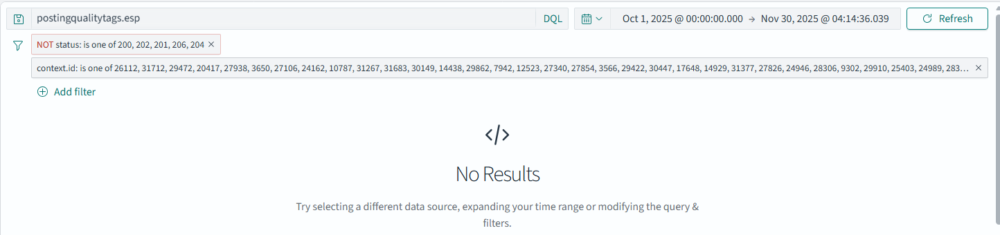 postingqualitytags.esp DQL Oct 1, 2025 @ 00:00:00.000 → Nov 30, 2025 @ 04:14:36.039 Refresh
NOT status: is one of 200, 202, 201, 206, 204 ×
context.id: is one of 26112, 31712, 29472, 20417, 27938, 3650, 27106, 24162, 10787, 31267, 31683, 30149, 14438, 29862, 7942, 12523, 27340, 27854, 3566, 29422, 30447, 17648, 14929, 31377, 27826, 24946, 28306, 9302, 29910, 25403, 24989, 283... ×
Add filter
</>
No Results
Try selecting a different data source, expanding your time range or modifying the query &
filters.